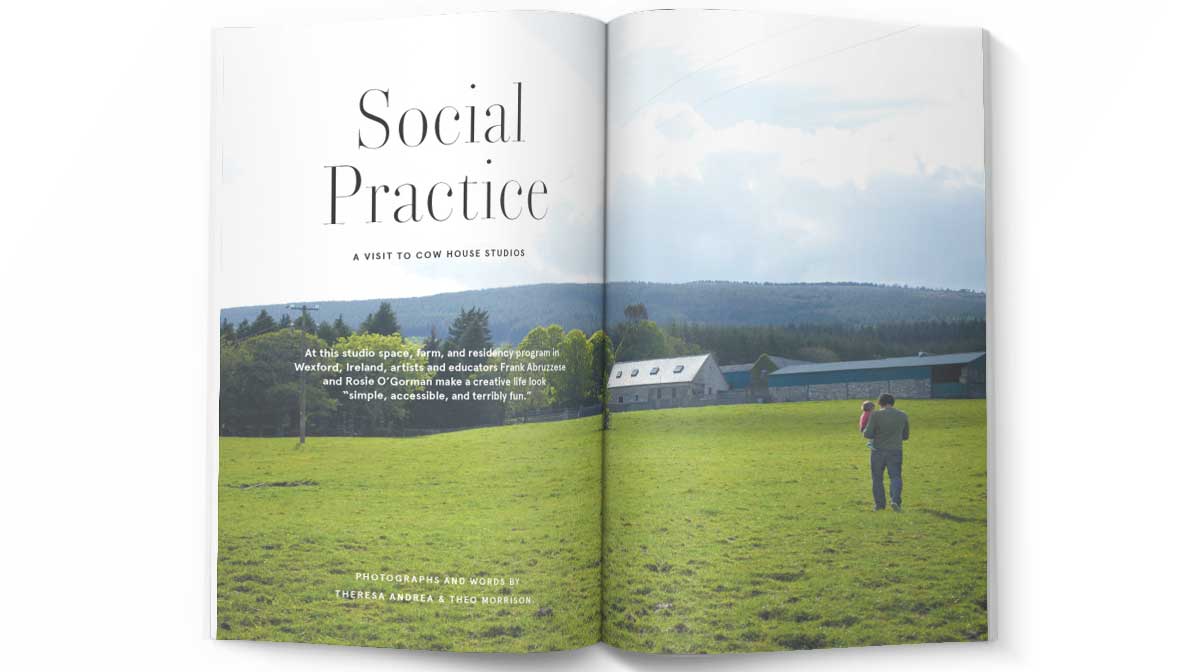 Social
Practice
A VISIT TO COW HOUSE STUDIOS
At this studio space, farm, and residency program in
Wexford, Ireland, artists and educators Frank Abruzzese
and Rosie O’Gorman make a creative life look
“simple, accessible, and terribly fun.”
PHOTOGRAPHS AND WORDS BY
THERESA ANDREA & THEO MORRISON